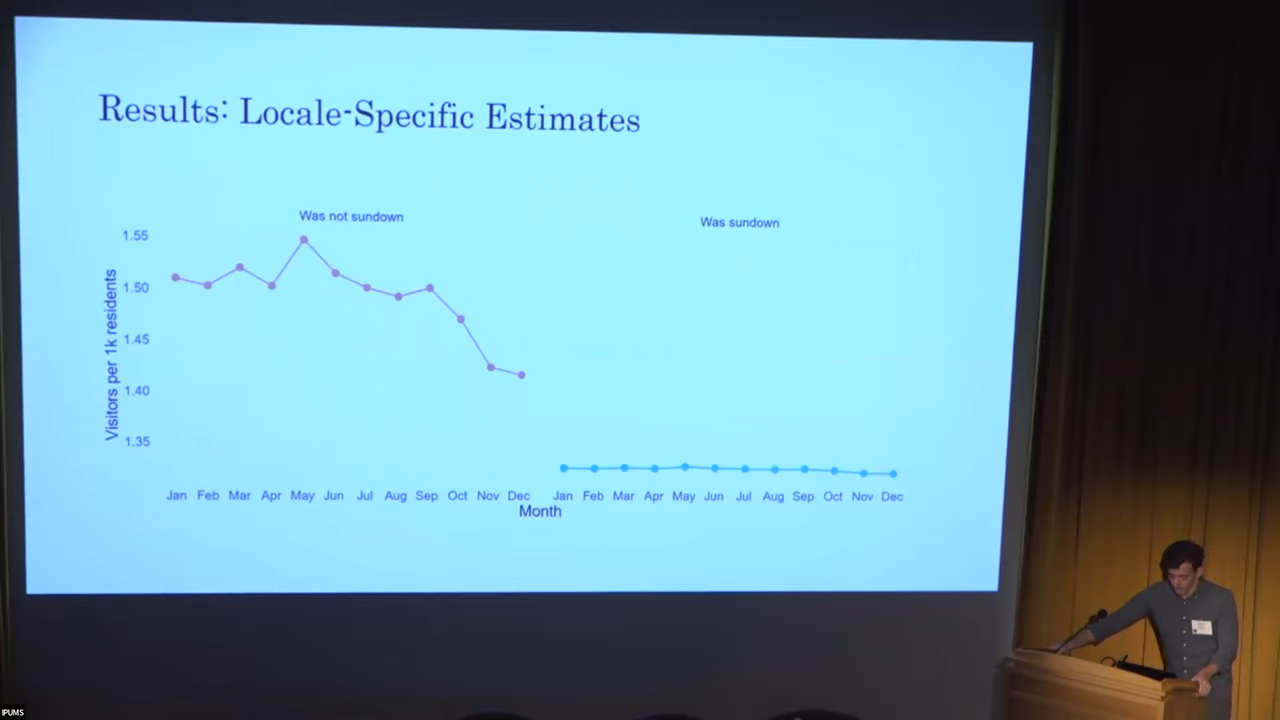 Results: Locale-Specific Estimates
Was not sundown
Was sundown
Visitors per 1k residents
1.55
1.50
1.45
1.40
1.35
Jan Feb Mar Apr May Jun Jul Aug Sep Oct Nov Dec
Jan Feb Mar Apr May Jun Jul Aug Sep Oct Nov Dec
Month
IPUMS